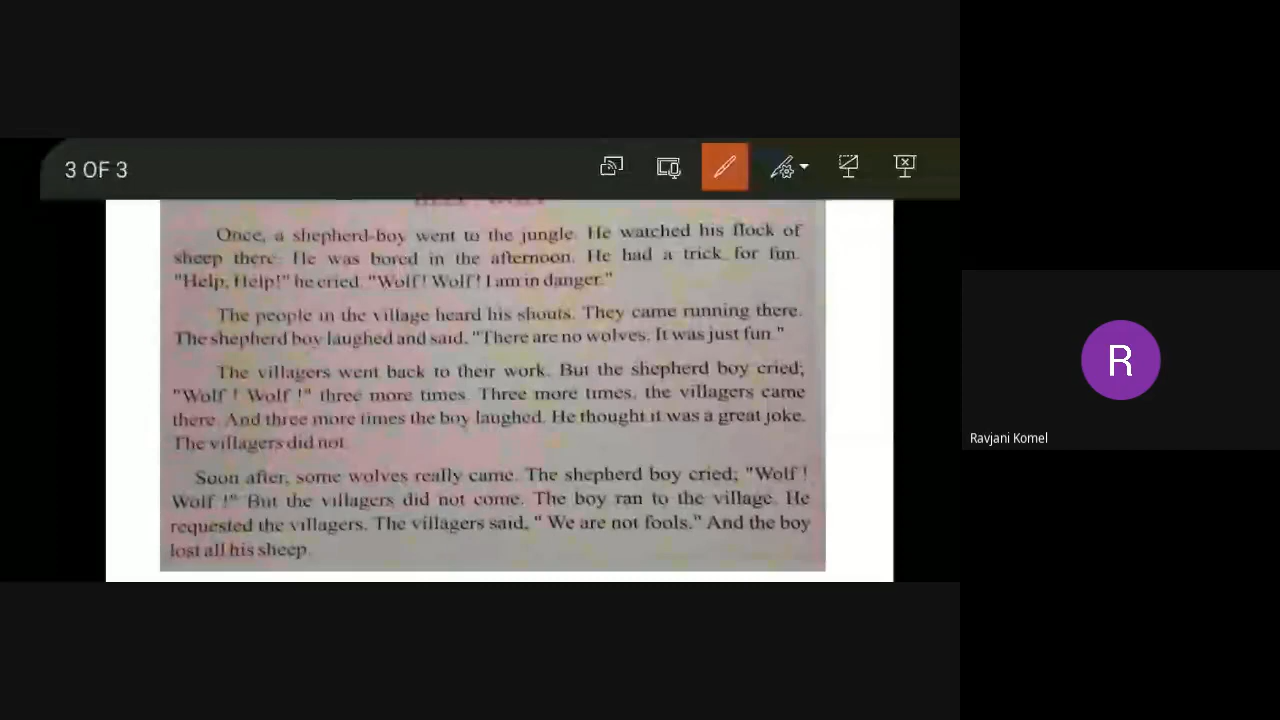 3 OF 3
Once, a shepherd-boy went to the jungle. He watched his flock of
sheep there. He was bored in the afternoon. He had a trick for fun.
"Help, Help!" he cried. "Wolf! Wolf! I am in danger."
The people in the village heard his shouts. They came running there.
The shepherd boy laughed and said, "There are no wolves. It was just fun."
The villagers went back to their work. But the shepherd boy cried;
"Wolf ! Wolf !" three more times. Three more times, the villagers came
there. And three more times the boy laughed. He thought it was a great joke.
The villagers did not.
Soon after, some wolves really came. The shepherd boy cried; "Wolf !
Wolf !" But the villagers did not come. The boy ran to the village. He
requested the villagers. The villagers said, " We are not fools." And the boy
lost all his sheep.
R
Ravjani Komel